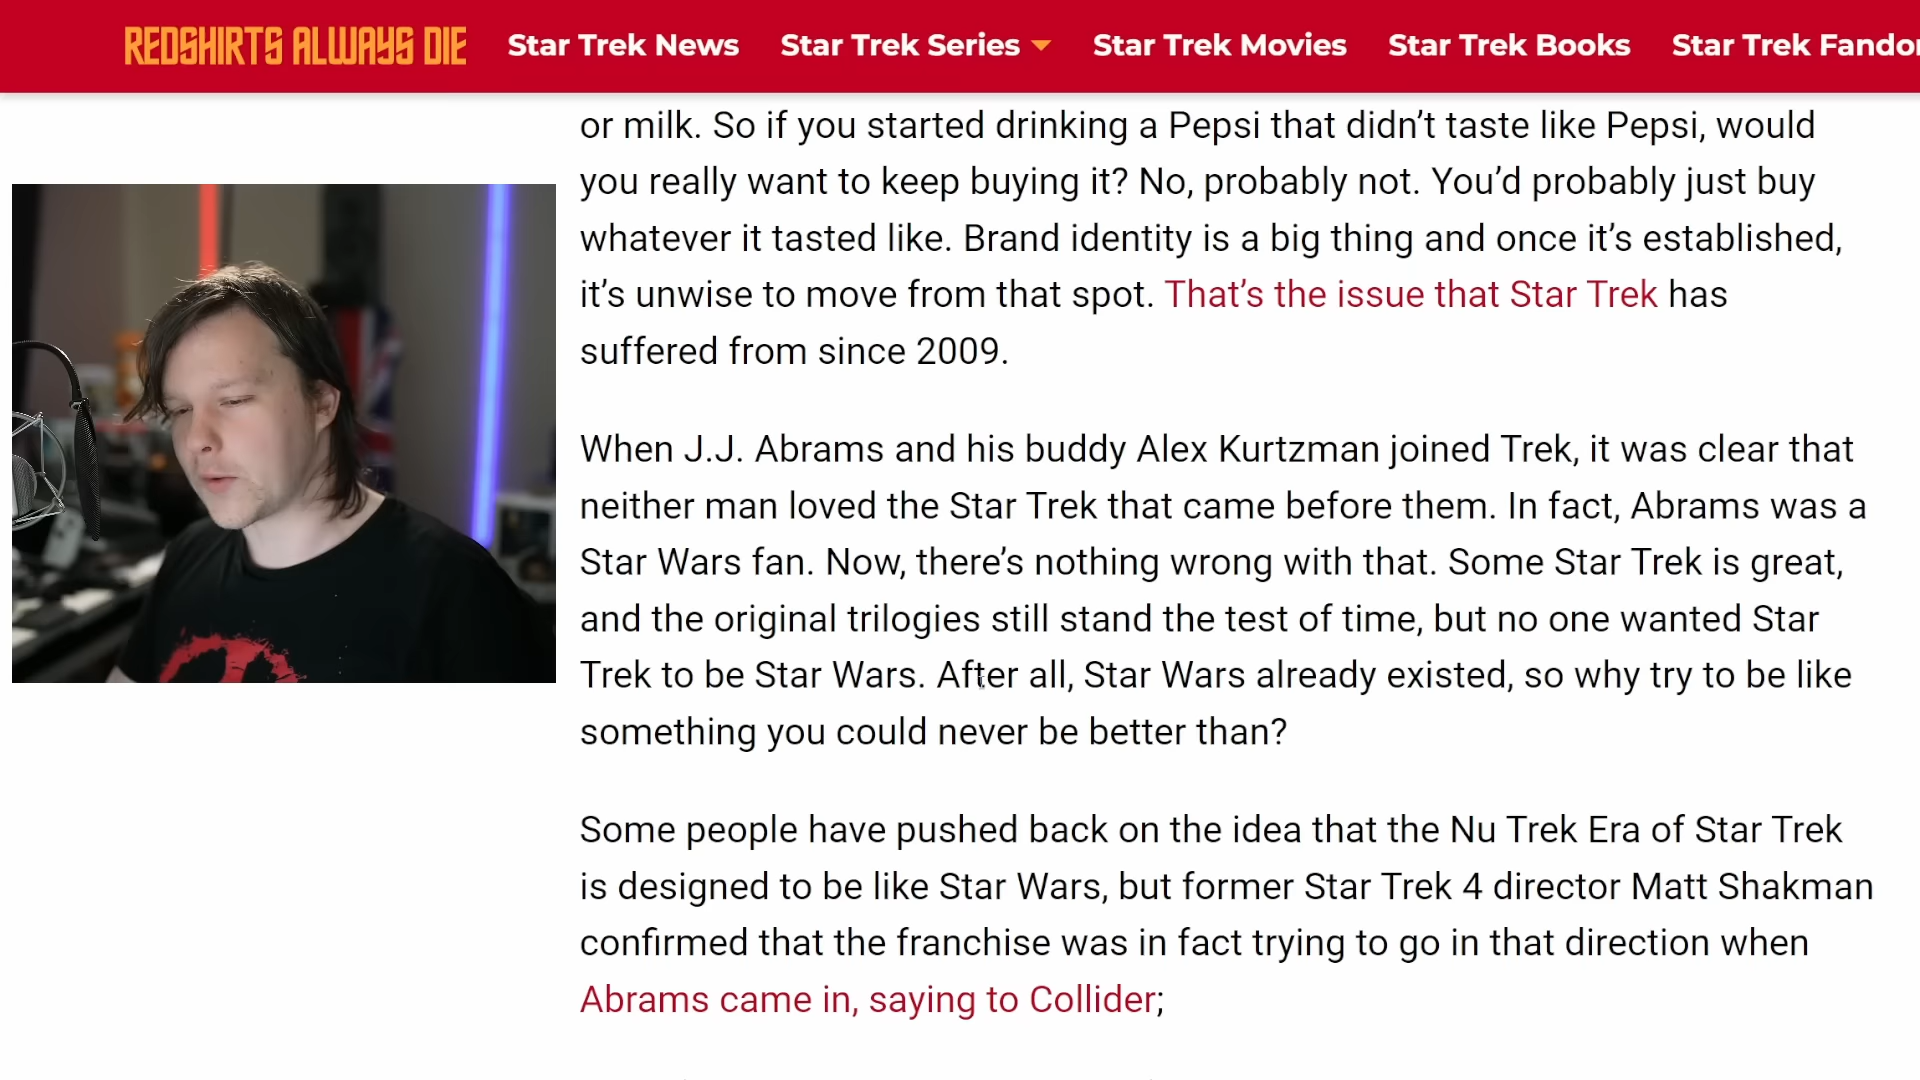 REDSHIRTS ALWAYS DIE Star Trek News Star Trek Series Star Trek Movies Star Trek Books Star Trek Fando
or milk. So if you started drinking a Pepsi that didn’t taste like Pepsi, would
you really want to keep buying it? No, probably not. You’d probably just buy
whatever it tasted like. Brand identity is a big thing and once it’s established,
it’s unwise to move from that spot. That’s the issue that Star Trek has
suffered from since 2009.
When J.J. Abrams and his buddy Alex Kurtzman joined Trek, it was clear that
neither man loved the Star Trek that came before them. In fact, Abrams was a
Star Wars fan. Now, there’s nothing wrong with that. Some Star Trek is great,
and the original trilogies still stand the test of time, but no one wanted Star
Trek to be Star Wars. After all, Star Wars already existed, so why try to be like
something you could never be better than?
Some people have pushed back on the idea that the Nu Trek Era of Star Trek
is designed to be like Star Wars, but former Star Trek 4 director Matt Shakman
confirmed that the franchise was in fact trying to go in that direction when
Abrams came in, saying to Collider;